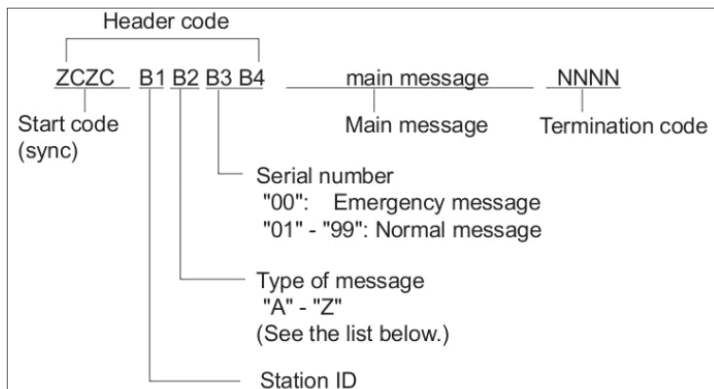 Header code
ZCZC B1 B2 B3 B4 main message NNNN
Start code Main message Termination code
(sync)
Serial number
"00": Emergency message
"01" - "99": Normal message
Type of message
"A" - "Z"
(See the list below.)
Station ID